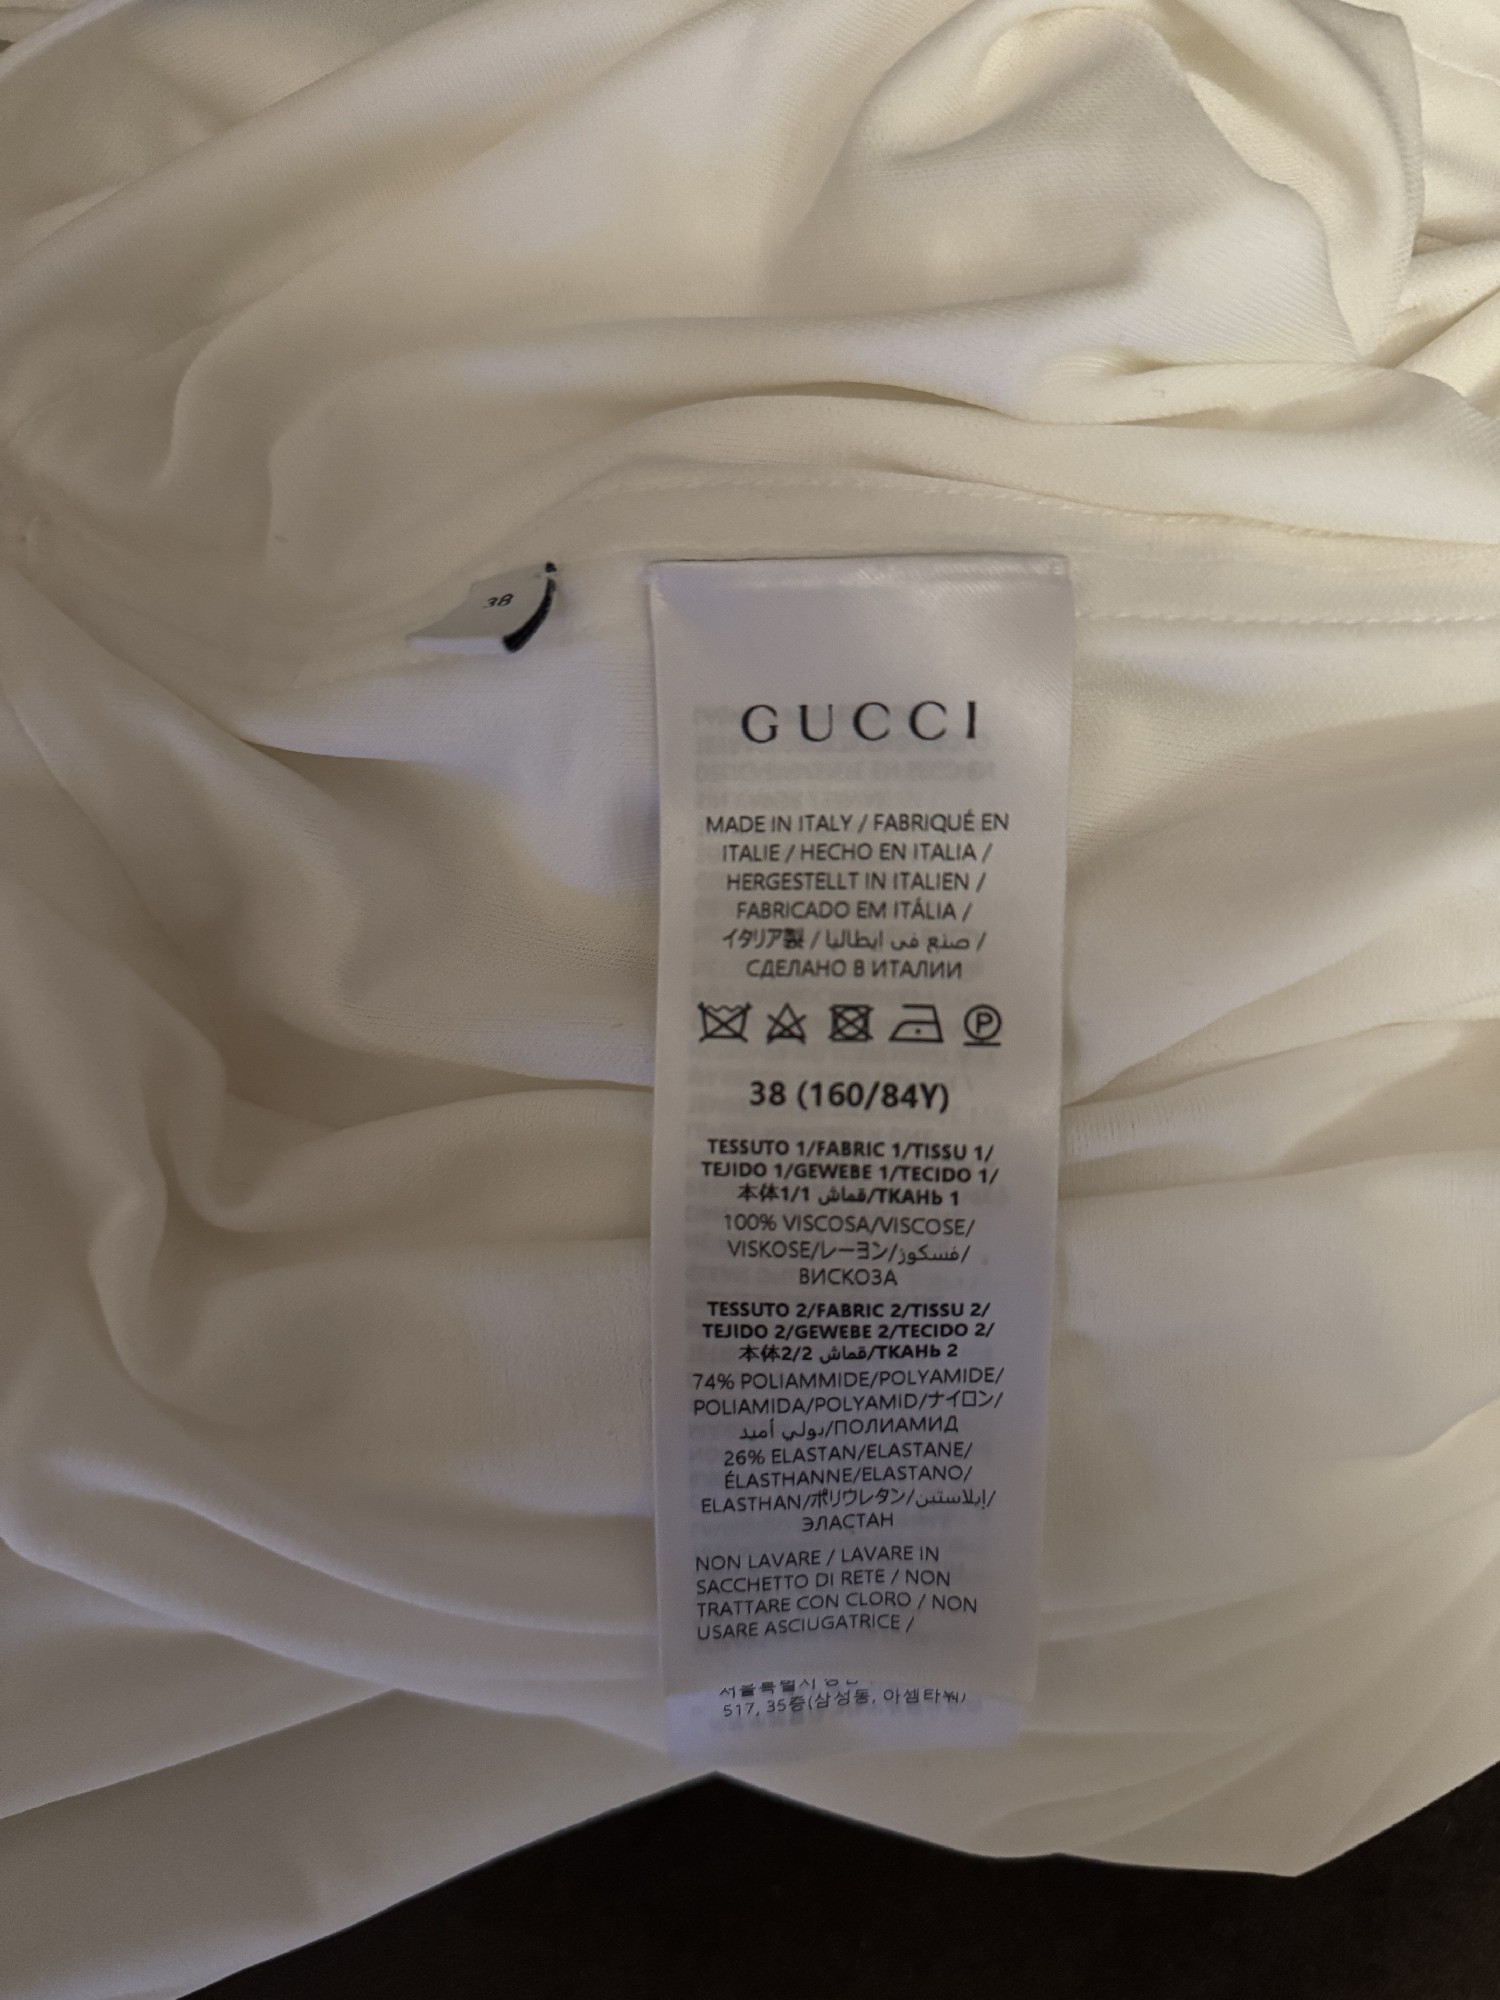 38
GUCCI
MADE IN ITALY / FABRIQUÉ EN
ITALIE / HECHO EN ITALIA /
HERGESTELLT IN ITALIEN /
FABRICADO EM ITÁLIA /
イタリア製 / صنع في ايطاليا /
СДЕЛАНО В ИТАЛИИ
P
38 (160/84Y)
TESSUTO 1/FABRIC 1/TISSU 1/
TEJIDO 1/GEWEBE 1/TECIDO 1/
本体1/قماش 1/ТКАНЬ 1
100% VISCOSA/VISCOSE/
VISKOSE/レーヨン/فسكوز/
ВИСКОЗА
TESSUTO 2/FABRIC 2/TISSU 2/
TEJIDO 2/GEWEBE 2/TECIDO 2/
本体2/قماش 2/ТКАНЬ 2
74% POLIAMMIDE/POLYAMIDE/
POLIAMIDA/POLYAMID/ナイロン/
بولي أميد/ПОЛИАМИД
26% ELASTAN/ELASTANE/
ÉLASTHANNE/ELASTANO/
ELASTHAN/ポリウレタン/إيلاستين/
ЭЛАСТАН
NON LAVARE / LAVARE IN
SACCHETTO DI RETE / NON
TRATTARE CON CLORO / NON
USARE ASCIUGATRICE /
서울특별시
517, 35층(삼성동, 아셈타워)